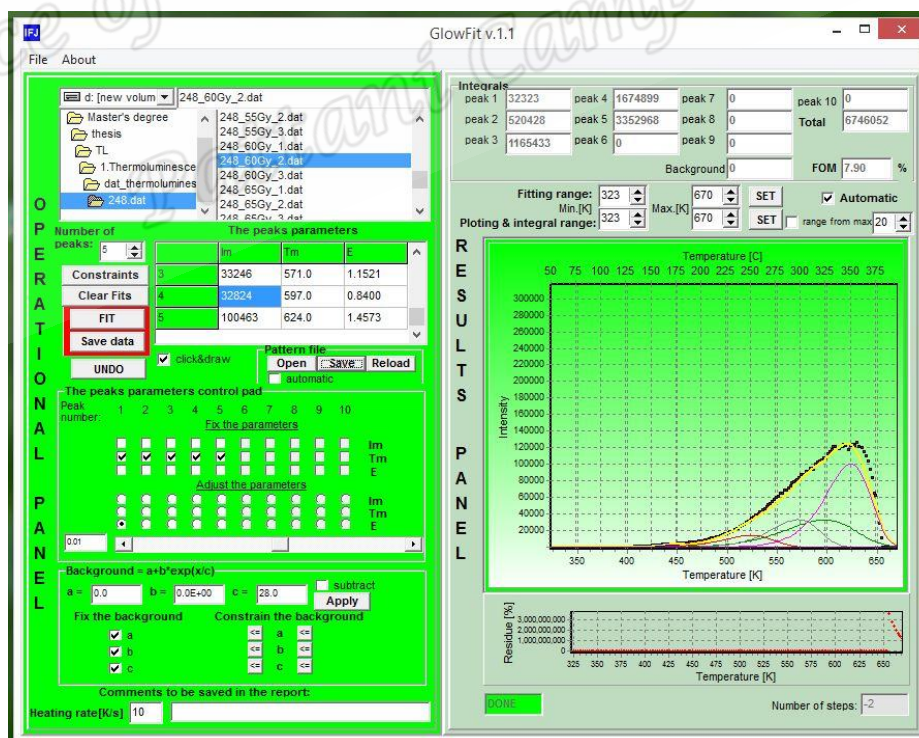 IFJ GlowFit v.1.1
File About
d: [new volum 248_60Gy_2.dat
Master's degree
thesis
TL
1.Thermoluminesce
dat_thermolumines
248.dat
248_55Gy_2.dat
248_55Gy_3.dat
248_60Gy_1.dat
248_60Gy_2.dat
248_60Gy_3.dat
248_65Gy_1.dat
248_65Gy_2.dat
248_65Gy_3.dat
OPERATIONAL PANEL
Number of peaks: 5
The peaks parameters
Im Tm E
3 33246 571.0 1.1521
4 32824 597.0 0.8400
5 100463 624.0 1.4573
Constraints
Clear Fits
FIT
Save data
UNDO
click&draw
Pattern file
Open Save Reload
automatic
The peaks parameters control pad
Peak number: 1 2 3 4 5 6 7 8 9 10
Fix the parameters
Im
Tm
E
Adjust the parameters
Im
Tm
E
0.01
Background = a+b*exp(x/c)
a = 0.0 b = 0.0E+00 c = 28.0
subtract
Apply
Fix the background
a
b
c
Constrain the background
<= a <=
<= b <=
<= c <=
Comments to be saved in the report:
Heating rate[K/s] 10
Integrals
peak 1 32323 peak 4 1674899 peak 7 0 peak 10 0
peak 2 520428 peak 5 3352968 peak 8 0 Total 6746052
peak 3 1165433 peak 6 0 peak 9 0
Background 0 FOM 7.90 %
Fitting range: 323 670 SET Automatic
Min.[K] Max.[K]
Ploting & integral range: 323 670 SET range from max 20
RESULTS PANEL
Temperature [C]
50 75 100 125 150 175 200 225 250 275 300 325 350 375
Intensity
300000
280000
260000
240000
220000
200000
180000
160000
140000
120000
100000
80000
60000
40000
20000
350 400 450 500 550 600 650
Temperature [K]
Residue [%]
3,000,000,000
2,000,000,000
1,000,000,000
0
325 350 375 400 425 450 475 500 525 550 575 600 625 650
Temperature [K]
DONE
Number of steps: -2